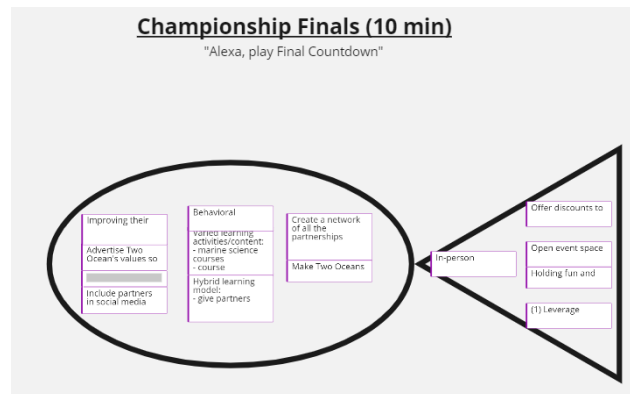 Championship Finals (10 min)
"Alexa, play Final Countdown"
Improving their
Advertise Two
Ocean's values so
Include partners
in social media
Behavioral
varied learning
activities/content:
- marine science
courses
- course
Hybrid learning
model:
- give partners
Create a network
of all the
partnerships
Make Two Oceans
In-person
Offer discounts to
Open event space
Holding fun and
(1) Leverage